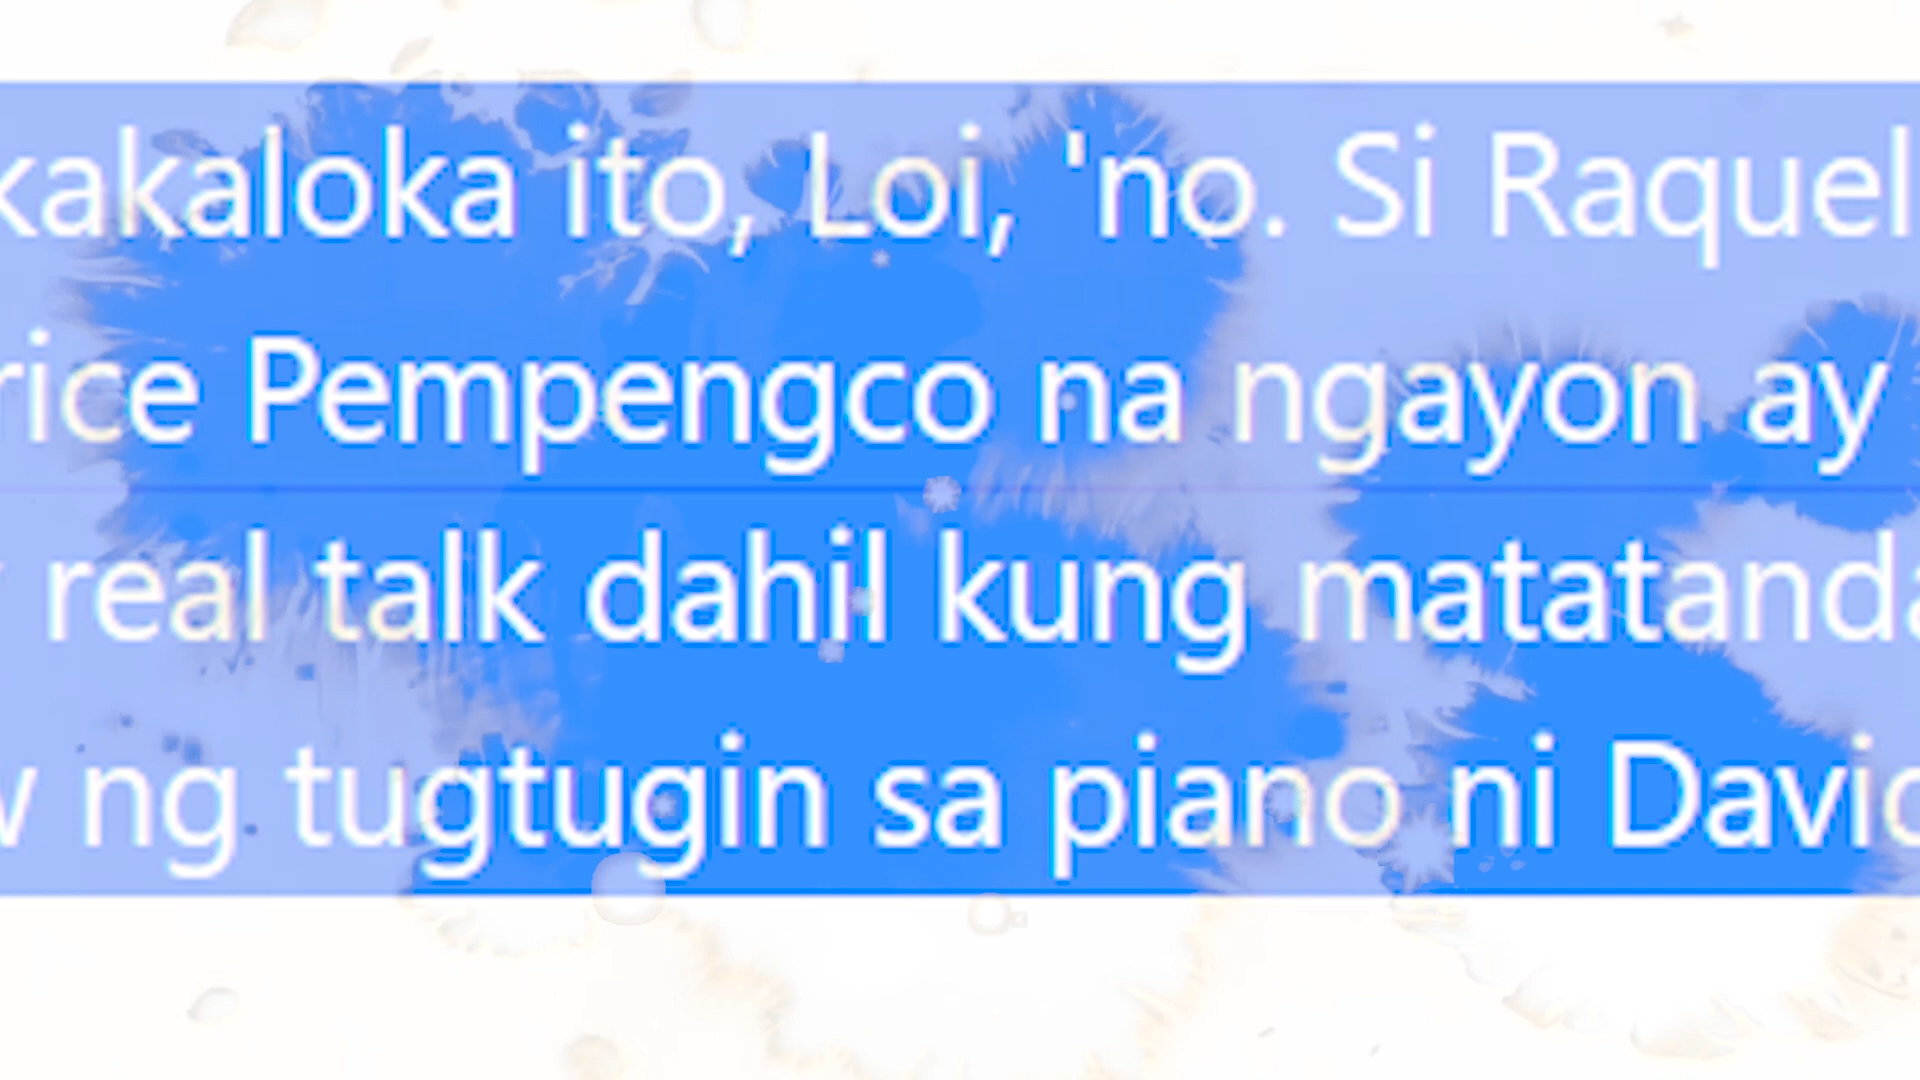 kakaloka ito, Loi, 'no. Si Raquel
rice Pempengco na ngayon ay
real talk dahil kung matatanda
w ng tugtugin sa piano ni David